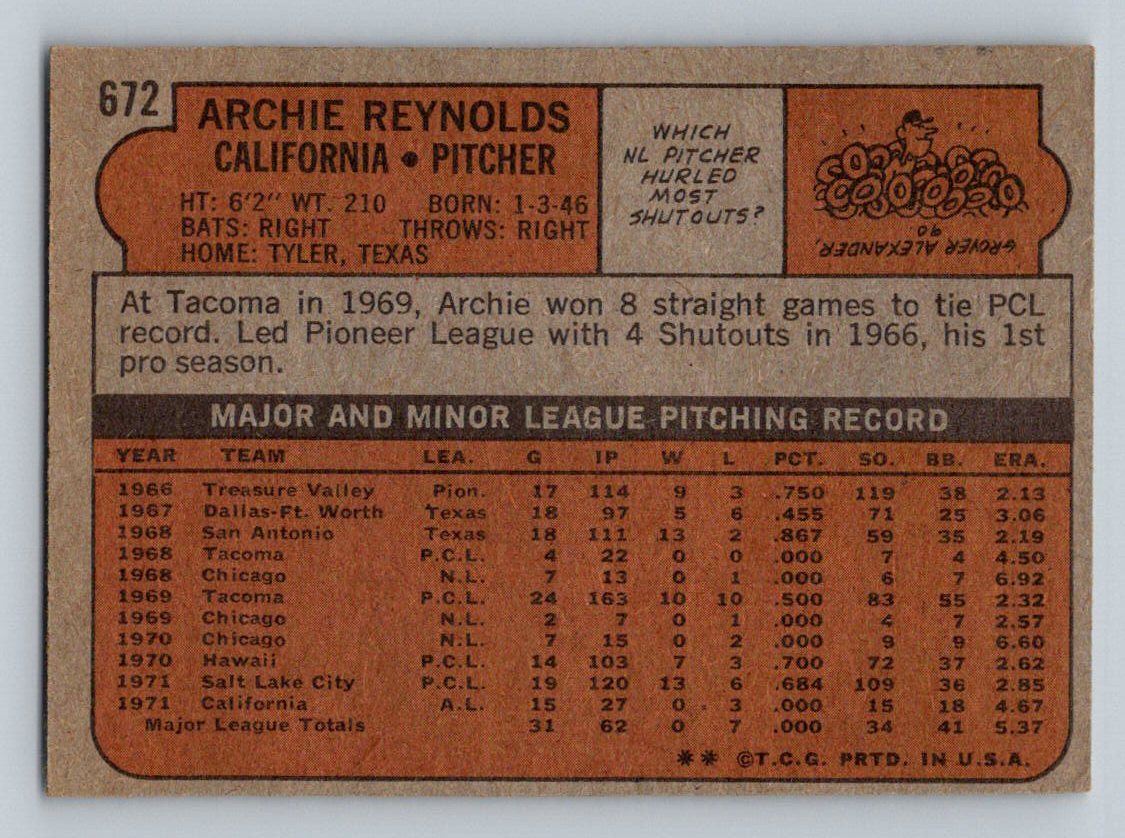 672
ARCHIE REYNOLDS
CALIFORNIA • PITCHER
HT: 6'2" WT. 210 BORN: 1-3-46
BATS: RIGHT THROWS: RIGHT
HOME: TYLER, TEXAS
WHICH
NL PITCHER
HURLED
MOST
SHUTOUTS?
GROVER ALEXANDER,
90
At Tacoma in 1969, Archie won 8 straight games to tie PCL
record. Led Pioneer League with 4 Shutouts in 1966, his 1st
pro season.
MAJOR AND MINOR LEAGUE PITCHING RECORD
YEAR TEAM LEA. G IP W L PCT. SO. BB. ERA.
1966 Treasure Valley Pion. 17 114 9 3 .750 119 38 2.13
1967 Dallas-Ft. Worth Texas 18 97 5 6 .455 71 25 3.06
1968 San Antonio Texas 18 111 13 2 .867 59 35 2.19
1968 Tacoma P.C.L. 4 22 0 0 .000 7 4 4.50
1968 Chicago N.L. 7 13 0 1 .000 6 7 6.92
1969 Tacoma P.C.L. 24 163 10 10 .500 83 55 2.32
1969 Chicago N.L. 2 7 0 1 .000 4 7 2.57
1970 Chicago N.L. 7 15 0 2 .000 9 9 6.60
1970 Hawaii P.C.L. 14 103 7 3 .700 72 37 2.62
1971 Salt Lake City P.C.L. 19 120 13 6 .684 109 36 2.85
1971 California A.L. 15 27 0 3 .000 15 18 4.67
Major League Totals 31 62 0 7 .000 34 41 5.37
** ©T.C.G. PRTD. IN U.S.A.